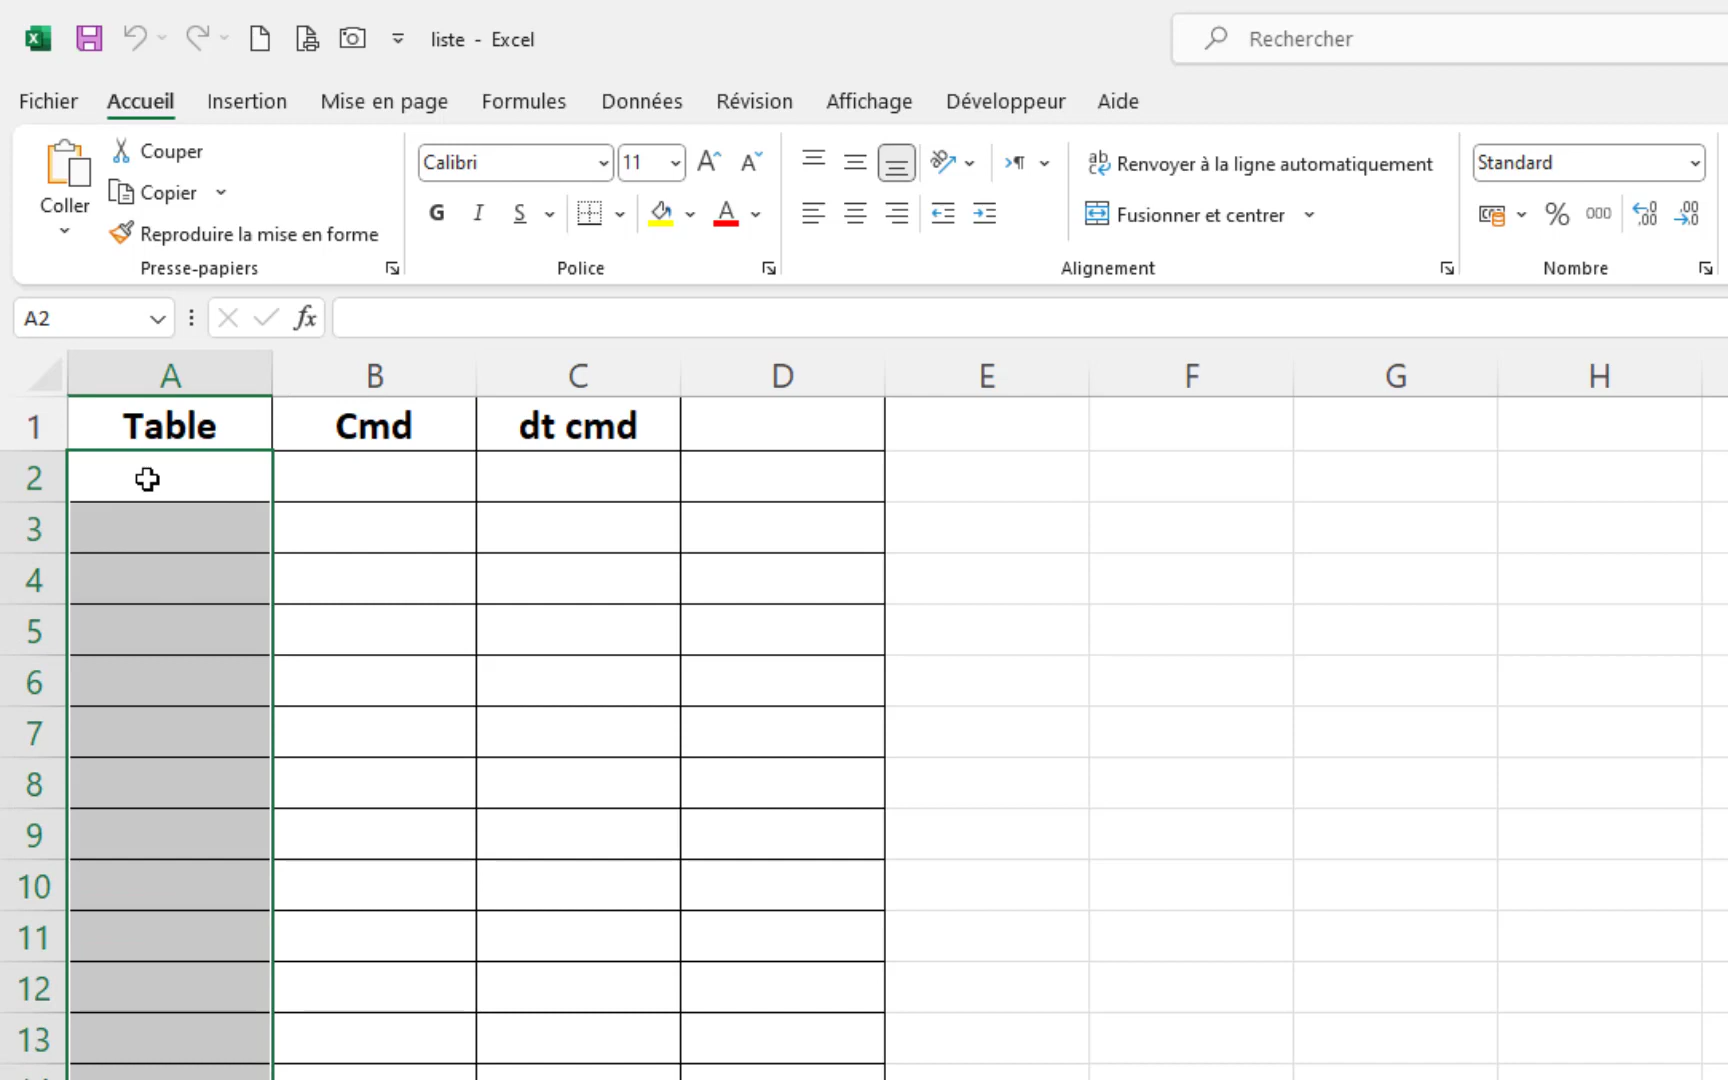 liste - Excel
Rechercher
Fichier Accueil Insertion Mise en page Formules Données Révision Affichage Développeur Aide
Coller
Couper
Copier
Reproduire la mise en forme
Presse-papiers
Calibri 11
G I S
Police
Renvoyer à la ligne automatiquement
Fusionner et centrer
Alignement
Standard
% 000 ,00 ,00
Nombre
A2 fx
A B C D E F G H
1 Table Cmd dt cmd
2
3
4
5
6
7
8
9
10
11
12
13